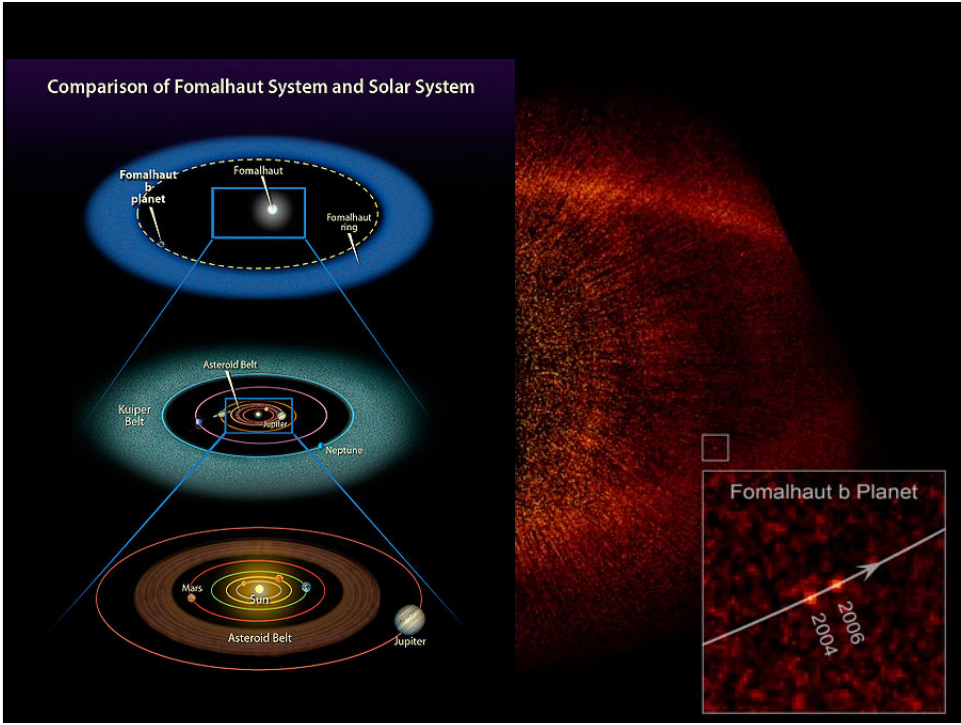 Comparison of Fomalhaut System and Solar System
Fomalhaut
b
planet
Fomalhaut
Fomalhaut
ring
Asteroid Belt
Kuiper
Belt
Jupiter
Neptune
Mars
Sun
Asteroid Belt
Jupiter
Fomalhaut b Planet
2006
2004